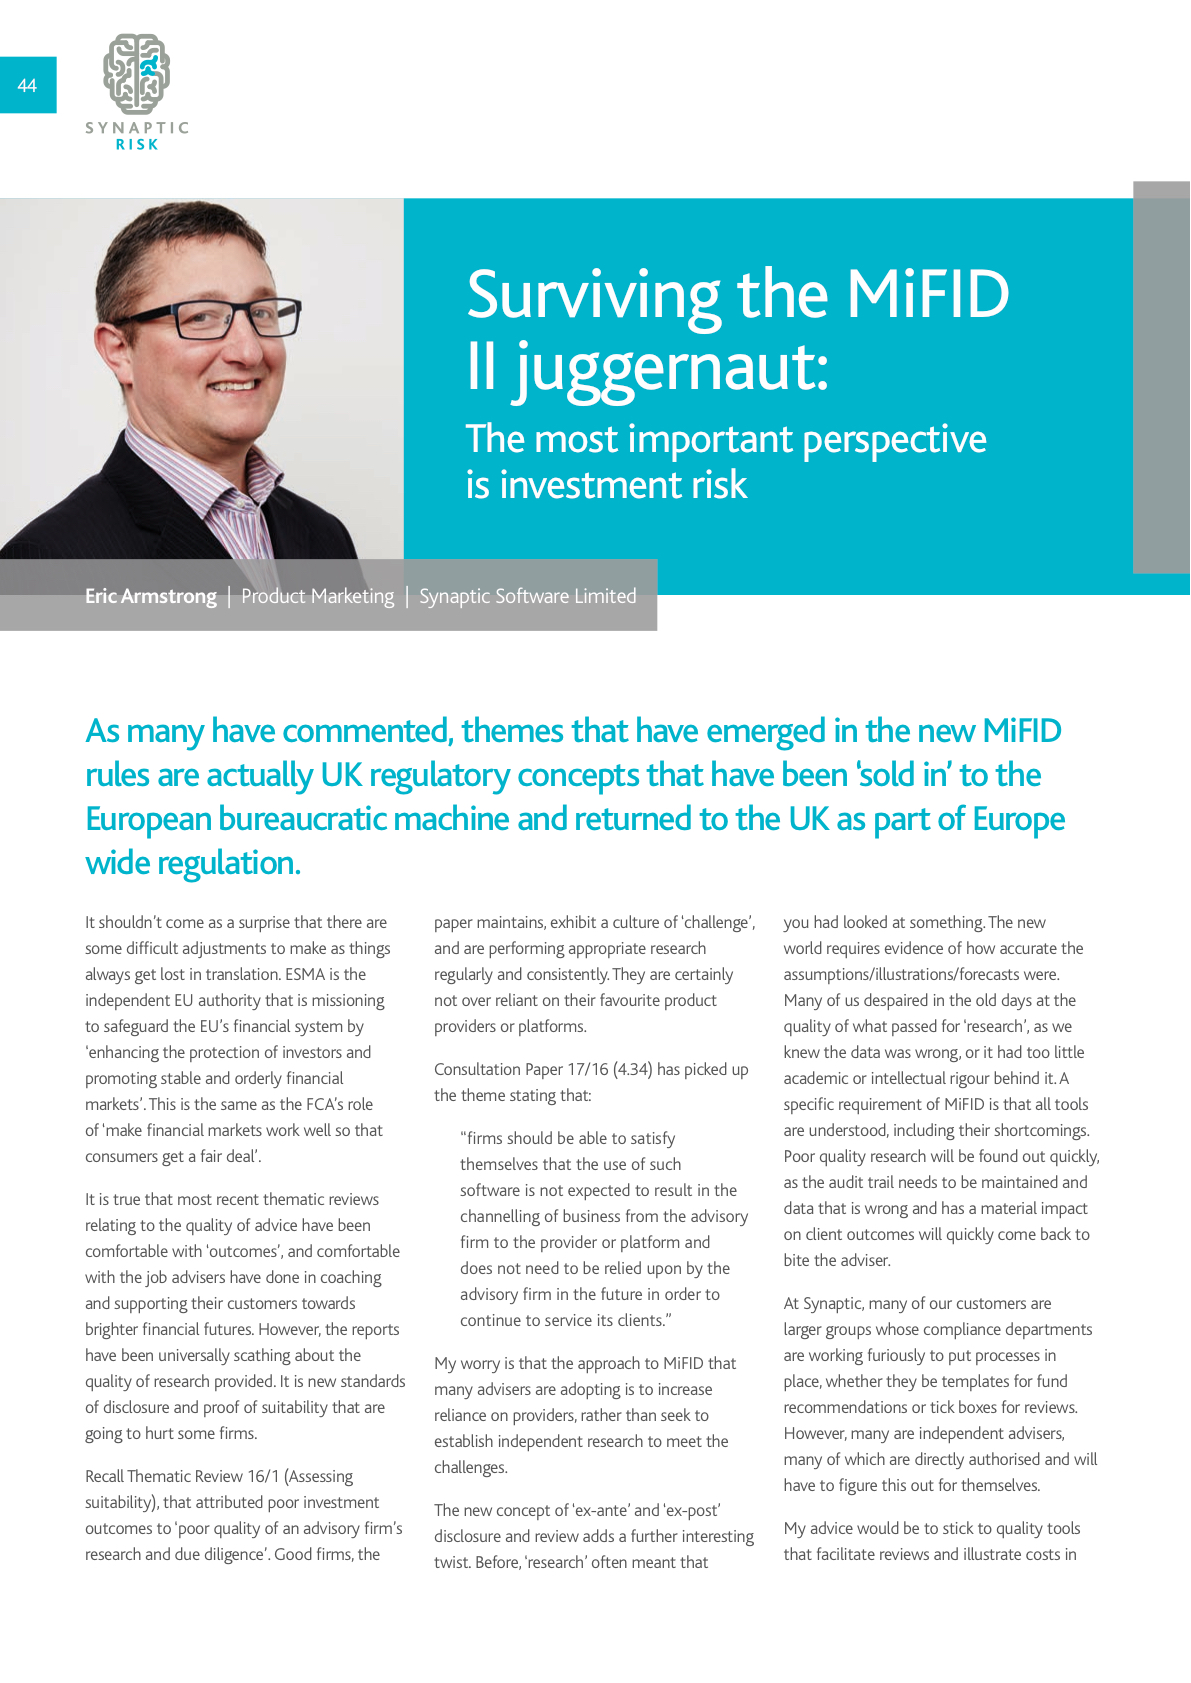 44
SYNAPTIC
RISK
Surviving the MiFID
II juggernaut:
The most important perspective
is investment risk
Eric Armstrong | Product Marketing | Synaptic Software Limited
As many have commented, themes that have emerged in the new MiFID
rules are actually UK regulatory concepts that have been ‘sold in’ to the
European bureaucratic machine and returned to the UK as part of Europe
wide regulation.
It shouldn’t come as a surprise that there are
some difficult adjustments to make as things
always get lost in translation. ESMA is the
independent EU authority that is missioning
to safeguard the EU’s financial system by
‘enhancing the protection of investors and
promoting stable and orderly financial
markets’. This is the same as the FCA’s role
of ‘make financial markets work well so that
consumers get a fair deal’.
It is true that most recent thematic reviews
relating to the quality of advice have been
comfortable with ‘outcomes’, and comfortable
with the job advisers have done in coaching
and supporting their customers towards
brighter financial futures. However, the reports
have been universally scathing about the
quality of research provided. It is new standards
of disclosure and proof of suitability that are
going to hurt some firms.
Recall Thematic Review 16/1 (Assessing
suitability), that attributed poor investment
outcomes to ‘poor quality of an advisory firm’s
research and due diligence’. Good firms, the
paper maintains, exhibit a culture of ‘challenge’,
and are performing appropriate research
regularly and consistently. They are certainly
not over reliant on their favourite product
providers or platforms.
Consultation Paper 17/16 (4.34) has picked up
the theme stating that:
“firms should be able to satisfy
themselves that the use of such
software is not expected to result in the
channelling of business from the advisory
firm to the provider or platform and
does not need to be relied upon by the
advisory firm in the future in order to
continue to service its clients.”
My worry is that the approach to MiFID that
many advisers are adopting is to increase
reliance on providers, rather than seek to
establish independent research to meet the
challenges.
The new concept of ‘ex-ante’ and ‘ex-post’
disclosure and review adds a further interesting
twist. Before, ‘research’ often meant that
you had looked at something. The new
world requires evidence of how accurate the
assumptions/illustrations/forecasts were.
Many of us despaired in the old days at the
quality of what passed for ‘research’, as we
knew the data was wrong, or it had too little
academic or intellectual rigour behind it. A
specific requirement of MiFID is that all tools
are understood, including their shortcomings.
Poor quality research will be found out quickly,
as the audit trail needs to be maintained and
data that is wrong and has a material impact
on client outcomes will quickly come back to
bite the adviser.
At Synaptic, many of our customers are
larger groups whose compliance departments
are working furiously to put processes in
place, whether they be templates for fund
recommendations or tick boxes for reviews.
However, many are independent advisers,
many of which are directly authorised and will
have to figure this out for themselves.
My advice would be to stick to quality tools
that facilitate reviews and illustrate costs in